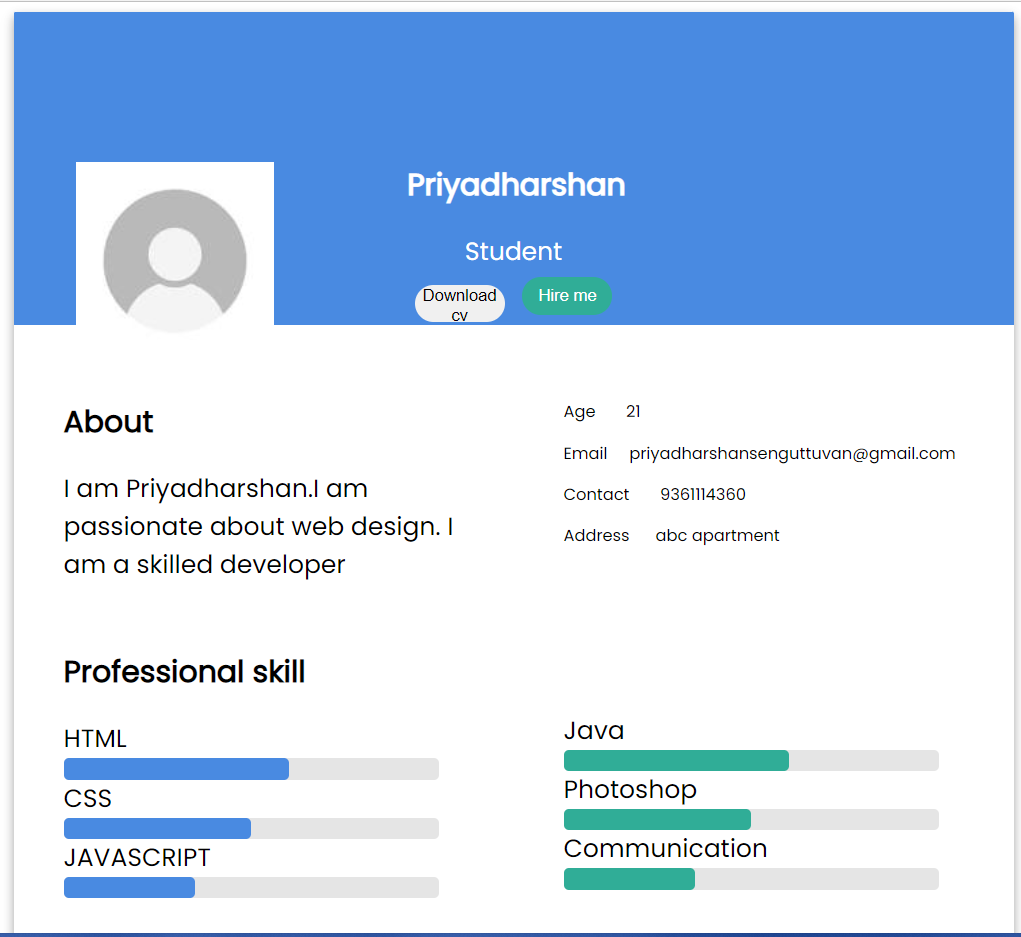 Priyadharshan
Student
Download
cv
Hire me
About
I am Priyadharshan.I am
passionate about web design. I
am a skilled developer
Age 21
Email priyadharshansenguttuvan@gmail.com
Contact 9361114360
Address abc apartment
Professional skill
HTML
CSS
JAVASCRIPT
Java
Photoshop
Communication